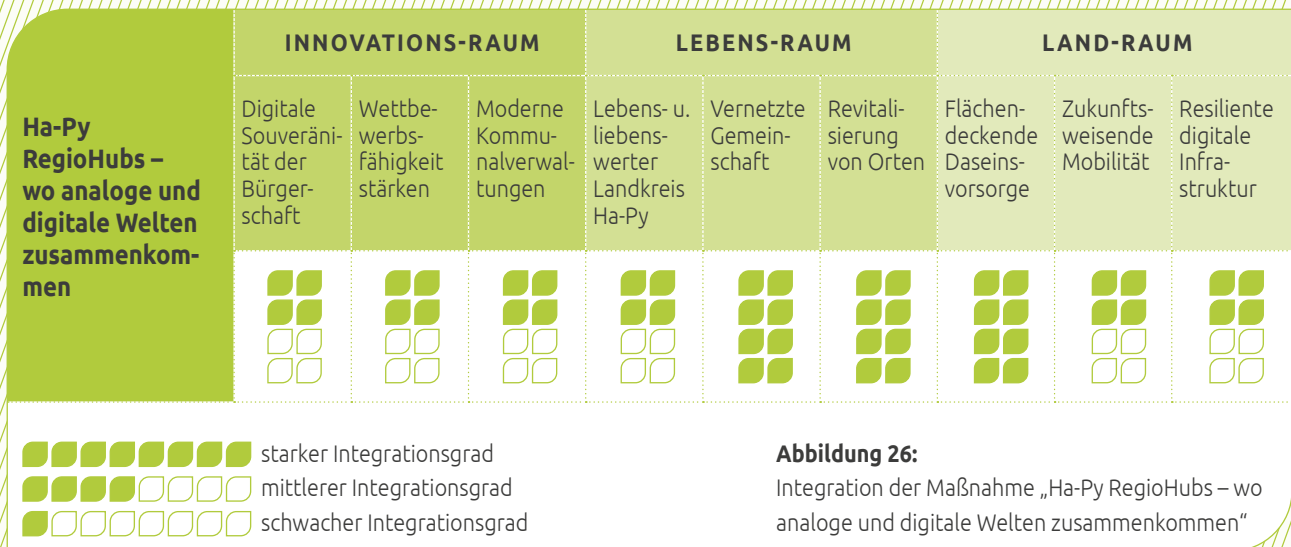 Ha-Py
RegioHubs –
wo analoge und
digitale Welten
zusammenkom-
men
INNOVATIONS-RAUM
LEBENS-RAUM
LAND-RAUM
Digitale
Souveräni-
tät der
Bürger-
schaft
Wettbe-
werbs-
fähigkeit
stärken
Moderne
Kommu-
nalverwal-
tungen
Lebens- u.
liebens-
werter
Landkreis
Ha-Py
Vernetzte
Gemein-
schaft
Revitali-
sierung
von Orten
Flächen-
deckende
Daseins-
vorsorge
Zukunfts-
weisende
Mobilität
Resiliente
digitale
Infra-
struktur
starker Integrationsgrad
mittlerer Integrationsgrad
schwacher Integrationsgrad
Abbildung 26:
Integration der Maßnahme „Ha-Py RegioHubs – wo
analoge und digitale Welten zusammenkommen“